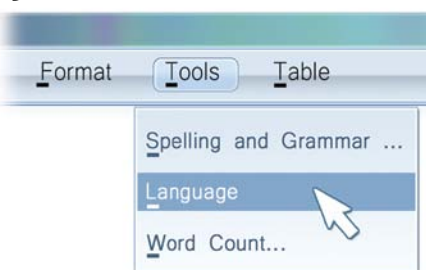 Format Tools Table
Spelling and Grammar ...
Language
Word Count...